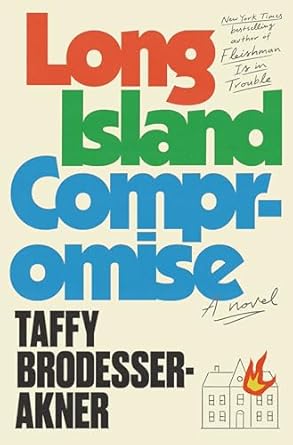 Long
Island
Compr-
omise
New York Times
bestselling
author of
Fleishman
Is in
Trouble
A novel
TAFFY
BRODESSER-
AKNER